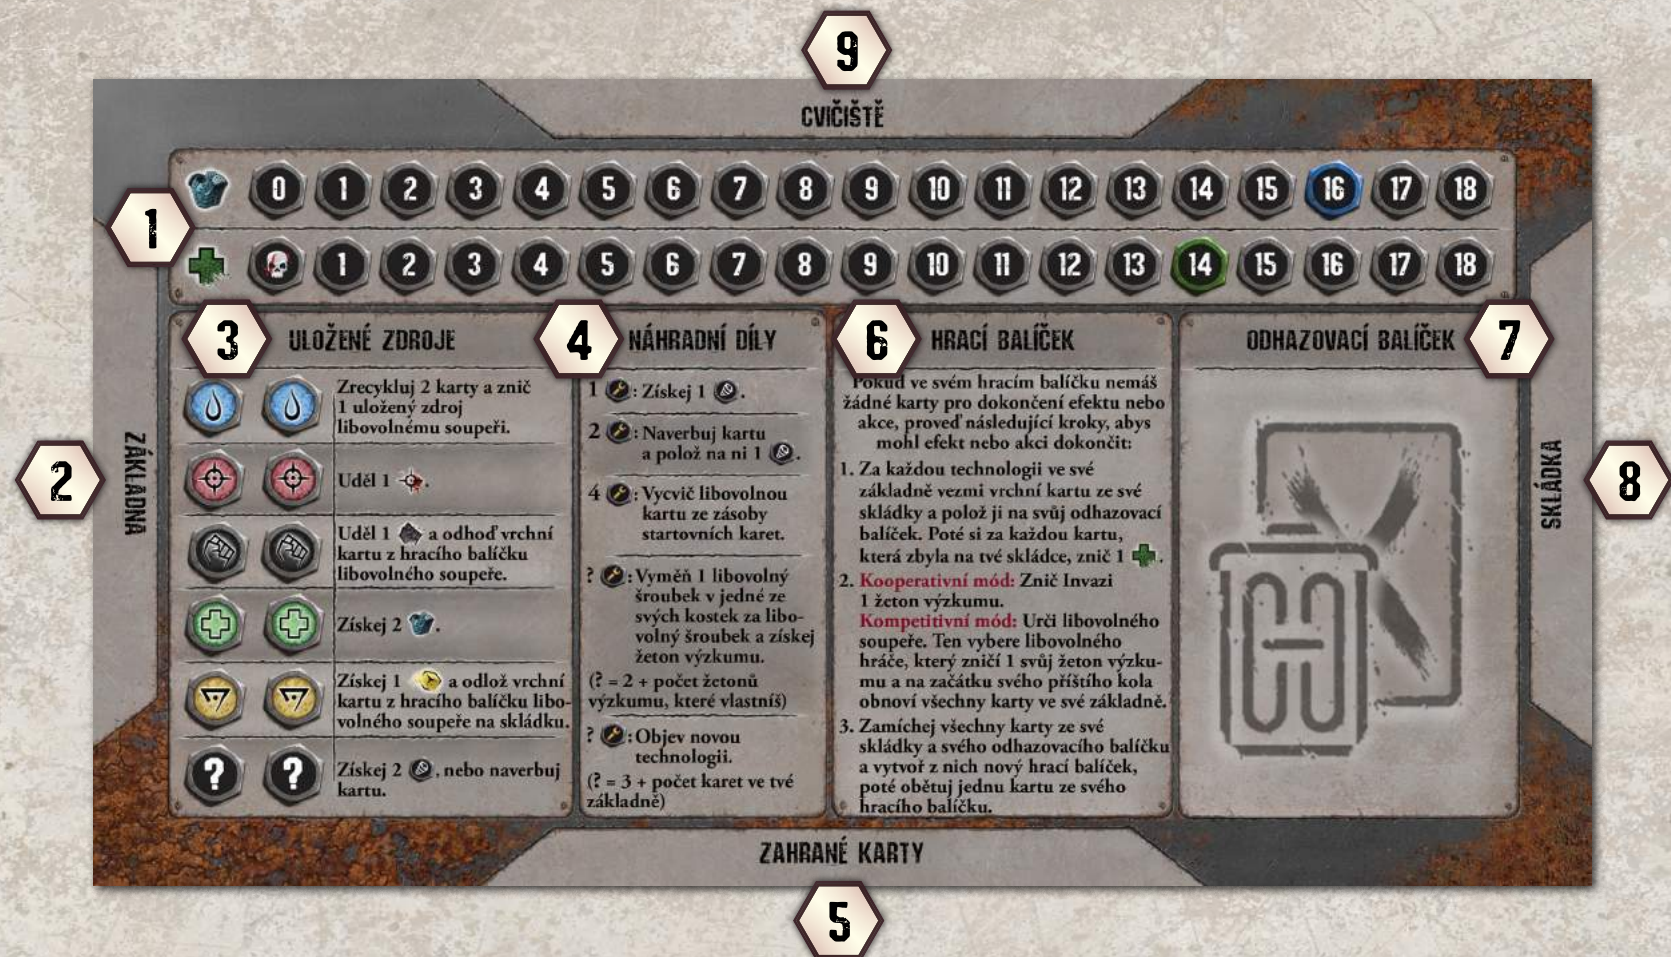 9
CVIČIŠTĚ
0 1 2 3 4 5 6 7 8 9 10 11 12 13 14 15 16 17 18
1
1 2 3 4 5 6 7 8 9 10 11 12 13 14 15 16 17 18
3
ULOŽENÉ ZDROJE
Zrecykluj 2 karty a znič
1 uložený zdroj
libovolnému soupeři.
Uděl 1 .
Uděl 1 a odhoď vrchní
kartu z hracího balíčku
libovolného soupeře.
Získej 2 .
Získej 1 a odlož vrchní
kartu z hracího balíčku libo-
volného soupeře na skládku.
? ?
Získej 2 , nebo naverbuj
kartu.
4
NÁHRADNÍ DÍLY
1 : Získej 1 .
2 : Naverbuj kartu
a polož na ni 1 .
4 : Vycvič libovolnou
kartu ze zásoby
startovních karet.
? : Vyměň 1 libovolný
šroubek v jedné ze
svých kostek za libo-
volný šroubek a získej
žeton výzkumu.
(? = 2 + počet žetonů
výzkumu, které vlastníš)
? : Objev novou
technologii.
(? = 3 + počet karet ve tvé
základně)
6
HRACÍ BALÍČEK
Pokud ve svém hracím balíčku nemáš
žádné karty pro dokončení efektu nebo
akce, proveď následující kroky, abys
mohl efekt nebo akci dokončit:
1. Za každou technologii ve své
základně vezmi vrchní kartu ze své
skládky a polož ji na svůj odhazovací
balíček. Poté si za každou kartu,
která zbyla na tvé skládce, znič 1 .
2. Kooperativní mód: Znič Invazi
1 žeton výzkumu.
Kompetitivní mód: Urči libovolného
soupeře. Ten vybere libovolného
hráče, který zničí 1 svůj žeton výzku-
mu a na začátku svého příštího kola
obnoví všechny karty ve své základně.
3. Zamíchej všechny karty ze své
skládky a svého odhazovacího balíčku
a vytvoř z nich nový hrací balíček,
poté obětuj jednu kartu ze svého
hracího balíčku.
ODHAZOVACÍ BALÍČEK
7
2
ZÁKLADNA
SKLÁDKA
8
ZAHRANÉ KARTY
5